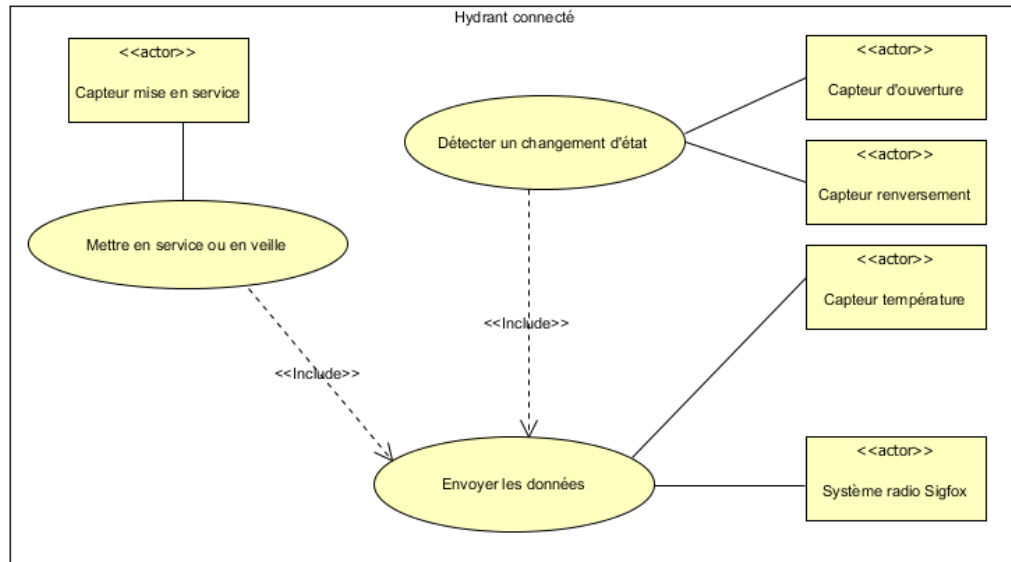 Hydrant connecté
<<actor>>
Capteur mise en service
<<actor>>
Capteur d'ouverture
Détecter un changement d'état
<<actor>>
Capteur renversement
Mettre en service ou en veille
<<actor>>
Capteur température
<<Include>>
<<Include>>
<<actor>>
Système radio Sigfox
Envoyer les données